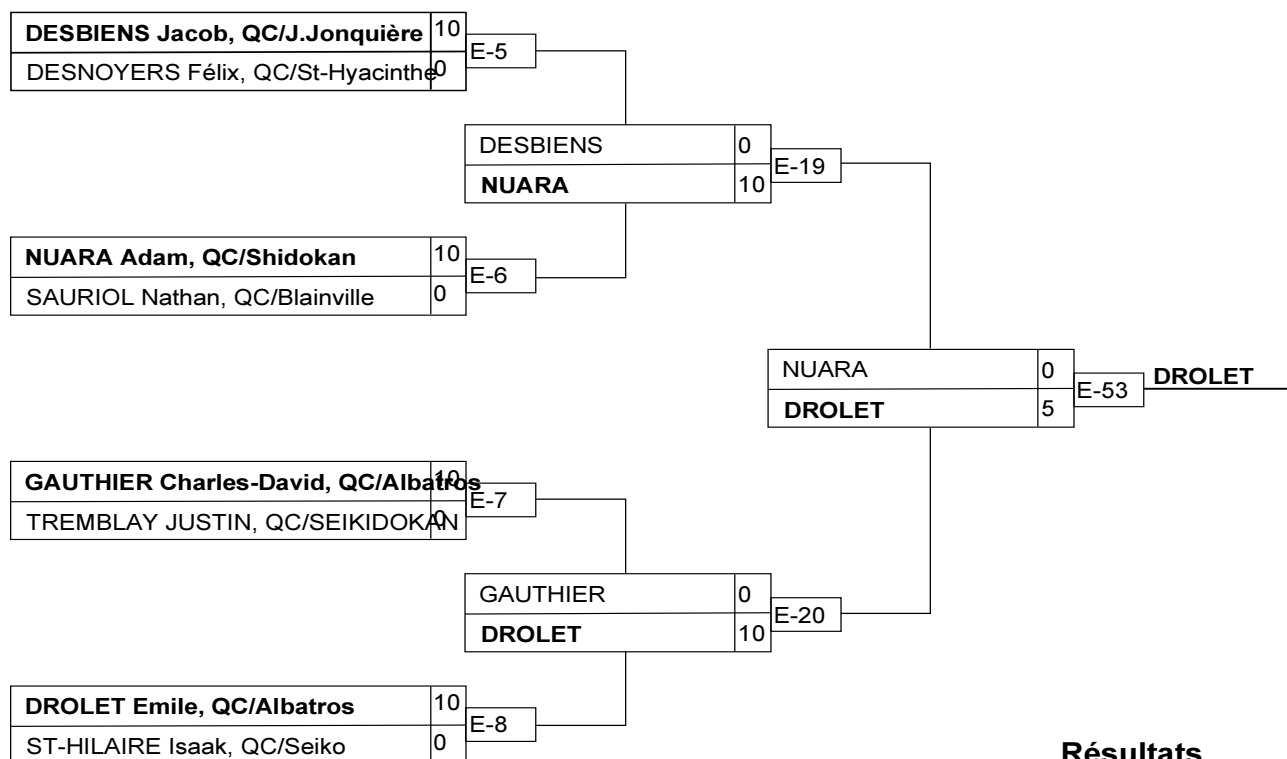 DESBIENS Jacob, QC/J.Jonquière 10
E-5
DESNOYERS Félix, QC/St-Hyacinthe 0
DESBIENS 0
E-19
NUARA 10
NUARA Adam, QC/Shidokan 10
E-6
SAURIOL Nathan, QC/Blainville 0
NUARA 0
E-53 DROLET
DROLET 5
GAUTHIER Charles-David, QC/Albatros 10
E-7
TREMBLAY JUSTIN, QC/SEIKIDOKAN 0
GAUTHIER 0
E-20
DROLET 10
DROLET Emile, QC/Albatros 10
E-8
ST-HILAIRE Isaak, QC/Seiko 0
Résultats